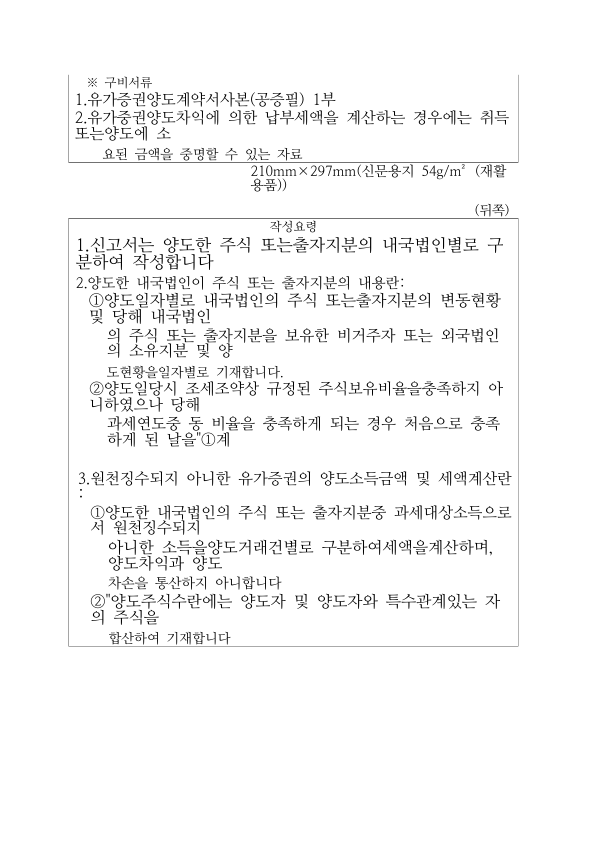 ※ 구비서류
1.유가증권양도계약서사본(공증필) 1부
2.유가증권양도차익에 의한 납부세액을 계산하는 경우에는 취득
또는양도에 소
요된 금액을 증명할 수 있는 자료
210mm×297mm(신문용지 54g/㎡ (재활
용품))
(뒤쪽)
작성요령
1.신고서는 양도한 주식 또는출자지분의 내국법인별로 구
분하여 작성합니다
2.양도한 내국법인이 주식 또는 출자지분의 내용란:
①양도일자별로 내국법인의 주식 또는출자지분의 변동현황
및 당해 내국법인
의 주식 또는 출자지분을 보유한 비거주자 또는 외국법인
의 소유지분 및 양
도현황을일자별로 기재합니다.
②양도일당시 조세조약상 규정된 주식보유비율을충족하지 아
니하였으나 당해
과세연도중 동 비율을 충족하게 되는 경우 처음으로 충족
하게 된 날을"①계
3.원천징수되지 아니한 유가증권의 양도소득금액 및 세액계산란
:
①양도한 내국법인의 주식 또는 출자지분중 과세대상소득으로
서 원천징수되지
아니한 소득을양도거래건별로 구분하여세액을계산하며,
양도차익과 양도
차손을 통산하지 아니합니다
②"양도주식수란에는 양도자 및 양도자와 특수관계있는 자
의 주식을
합산하여 기재합니다